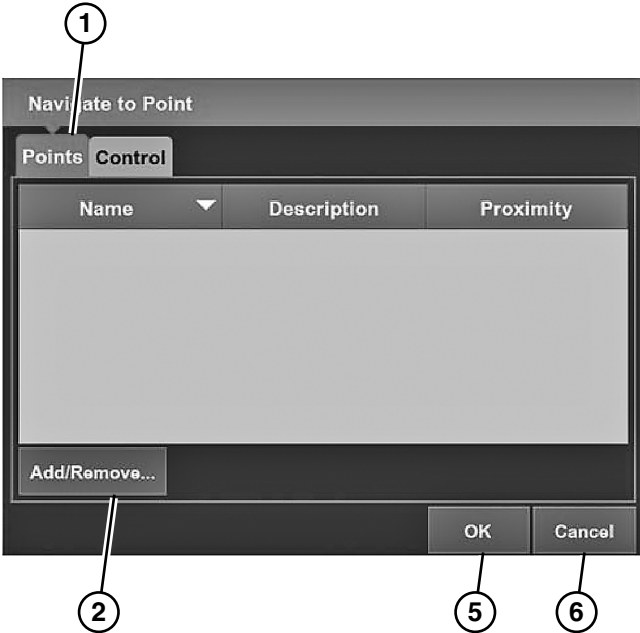 1
Navigate to Point
Points Control
Name Description Proximity
Add/Remove...
OK Cancel
2 5 6